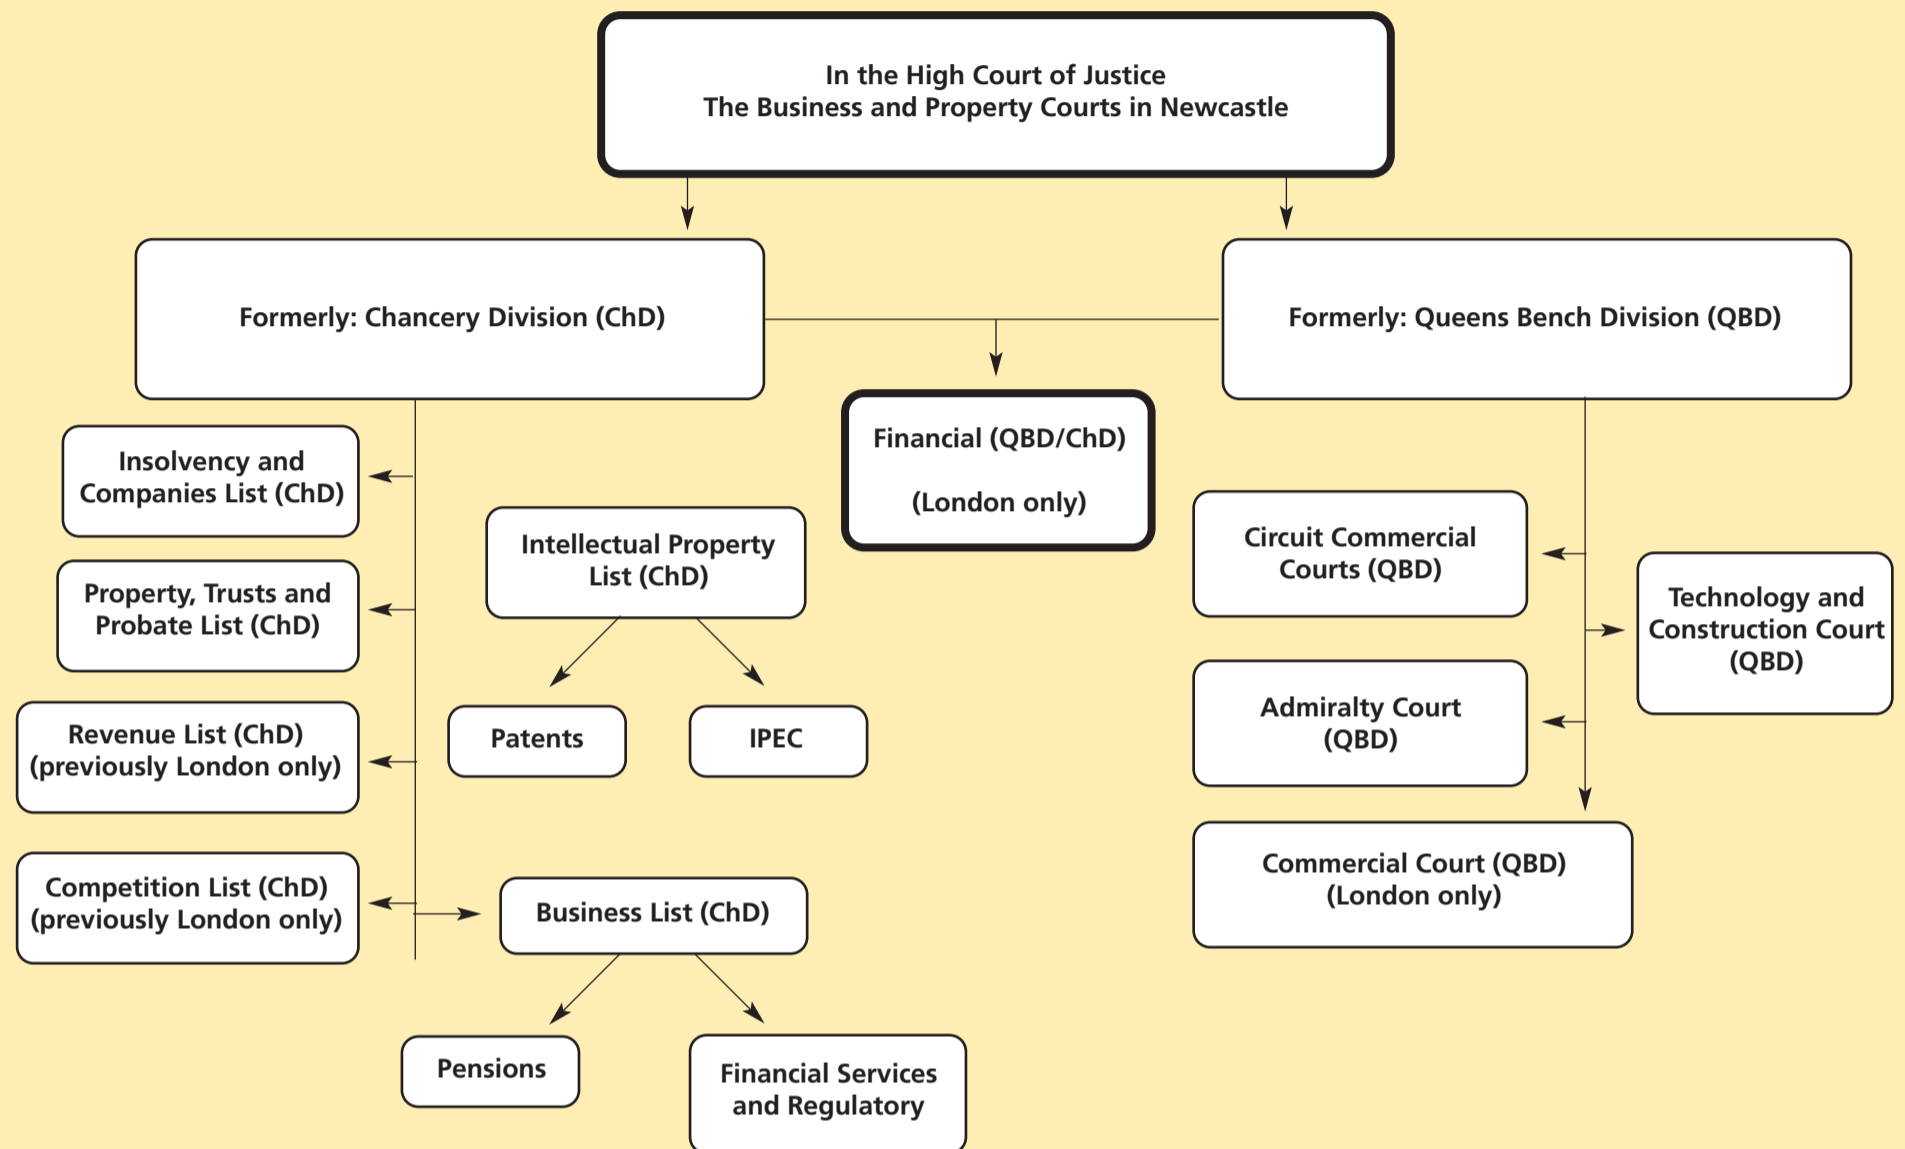 In the High Court of Justice
The Business and Property Courts in Newcastle
Formerly: Chancery Division (ChD)
Formerly: Queens Bench Division (QBD)
Financial (QBD/ChD)
(London only)
Insolvency and
Companies List (ChD)
Property, Trusts and
Probate List (ChD)
Revenue List (ChD)
(previously London only)
Competition List (ChD)
(previously London only)
Intellectual Property
List (ChD)
Patents
IPEC
Business List (ChD)
Pensions
Financial Services
and Regulatory
Circuit Commercial
Courts (QBD)
Technology and
Construction Court
(QBD)
Admiralty Court
(QBD)
Commercial Court (QBD)
(London only)